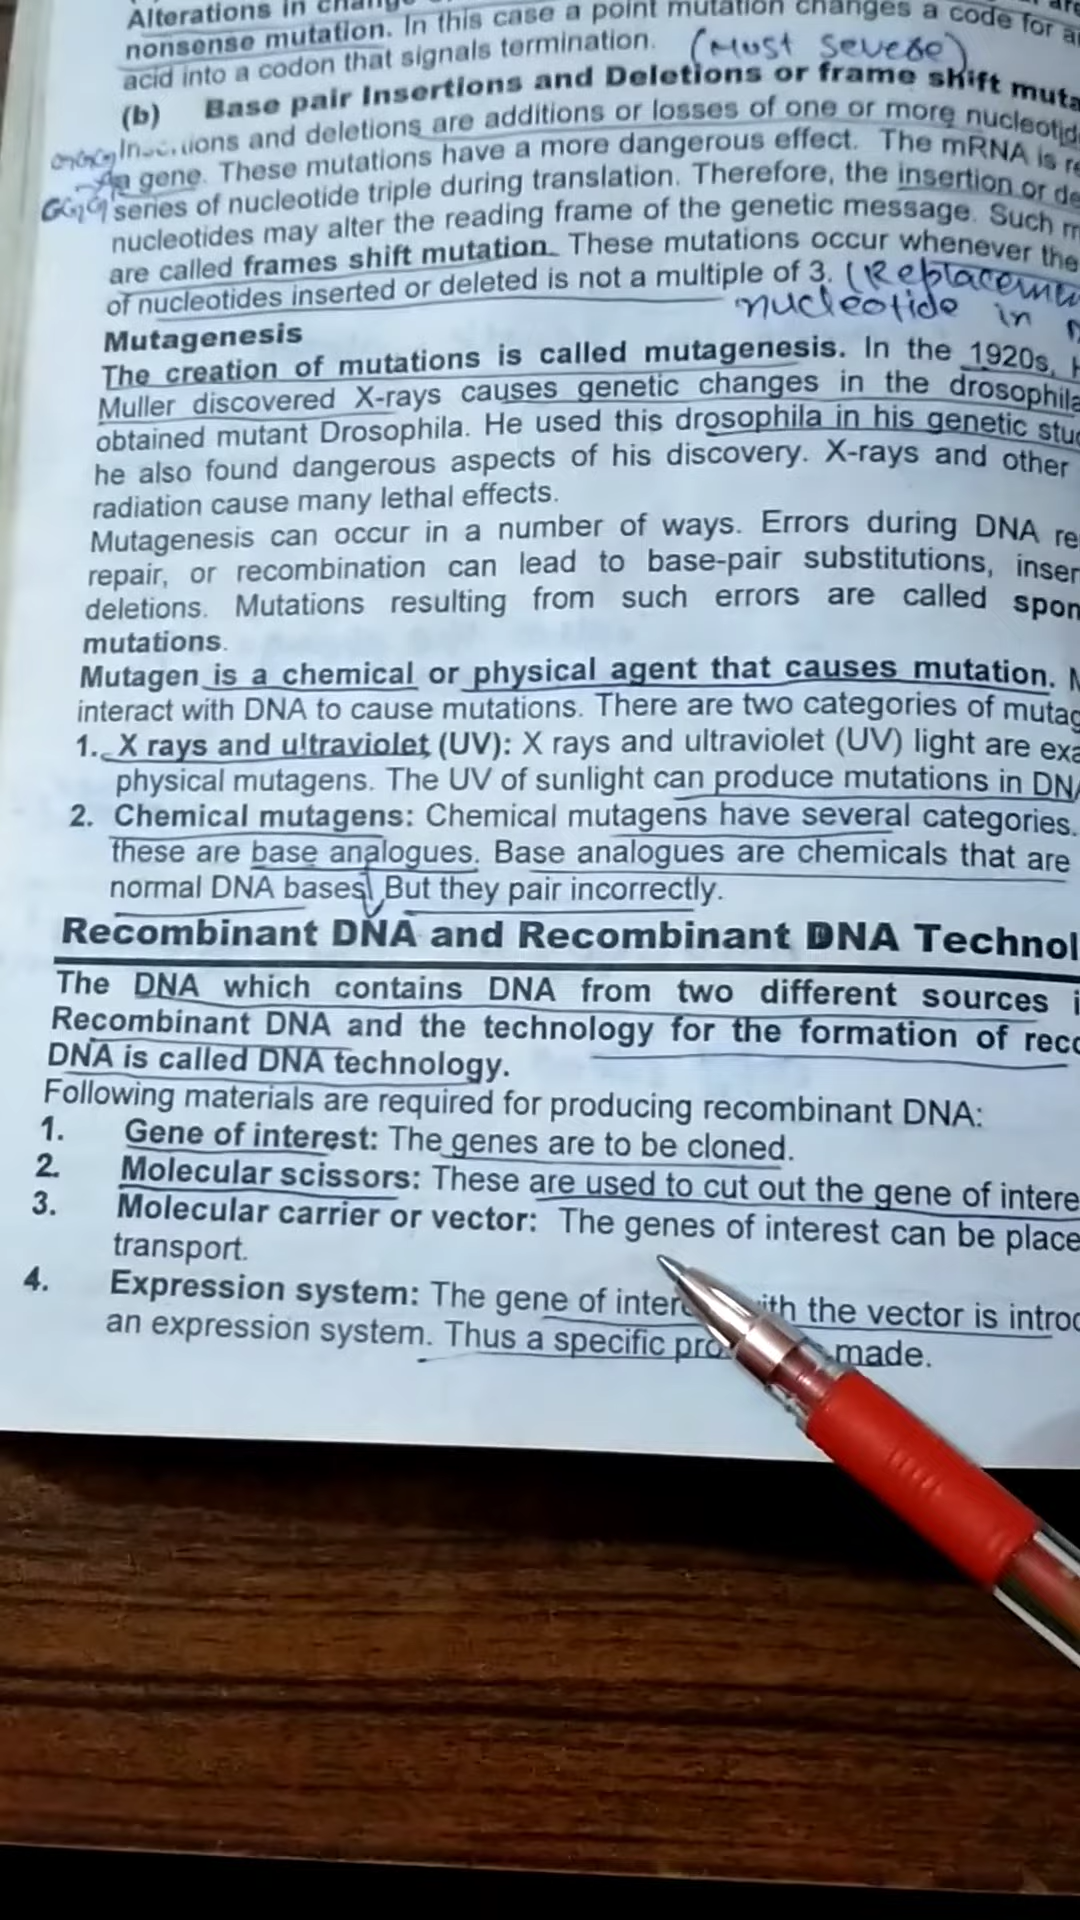 Alterations in
nonsense mutation. In this case a point mutation changes a code for
acid into a codon that signals termination. (Most severe)
(b) Base pair Insertions and Deletions or frame shift
Insertions and deletions are additions or losses of one or more
a gene. These mutations have a more dangerous effect. The mRNA is
series of nucleotide triple during translation. Therefore, the insertion or
nucleotides may alter the reading frame of the genetic message. Such
are called frames shift mutation. These mutations occur whenever the
of nucleotides inserted or deleted is not a multiple of 3. (
nucleotide in
Mutagenesis
The creation of mutations is called mutagenesis. In the 1920s,
Muller discovered X-rays causes genetic changes in the drosophila
obtained mutant Drosophila. He used this drosophila in his genetic
he also found dangerous aspects of his discovery. X-rays and other
radiation cause many lethal effects.
Mutagenesis can occur in a number of ways. Errors during DNA re
repair, or recombination can lead to base-pair substitutions, inser
deletions. Mutations resulting from such errors are called spon
mutations.
Mutagen is a chemical or physical agent that causes mutation.
interact with DNA to cause mutations. There are two categories of mutag
1. X rays and ultraviolet (UV): X rays and ultraviolet (UV) light are exa
physical mutagens. The UV of sunlight can produce mutations in DNA
2. Chemical mutagens: Chemical mutagens have several categories.
these are base analogues. Base analogues are chemicals that are
normal DNA bases, But they pair incorrectly.
Recombinant DNA and Recombinant DNA Technol
The DNA which contains DNA from two different sources i
Recombinant DNA and the technology for the formation of reco
DNA is called DNA technology.
Following materials are required for producing recombinant DNA:
1. Gene of interest: The genes are to be cloned.
2. Molecular scissors: These are used to cut out the gene of intere
3. Molecular carrier or vector: The genes of interest can be place
transport.
4. Expression system: The gene of inter ith the vector is introd
an expression system. Thus a specific pro made.